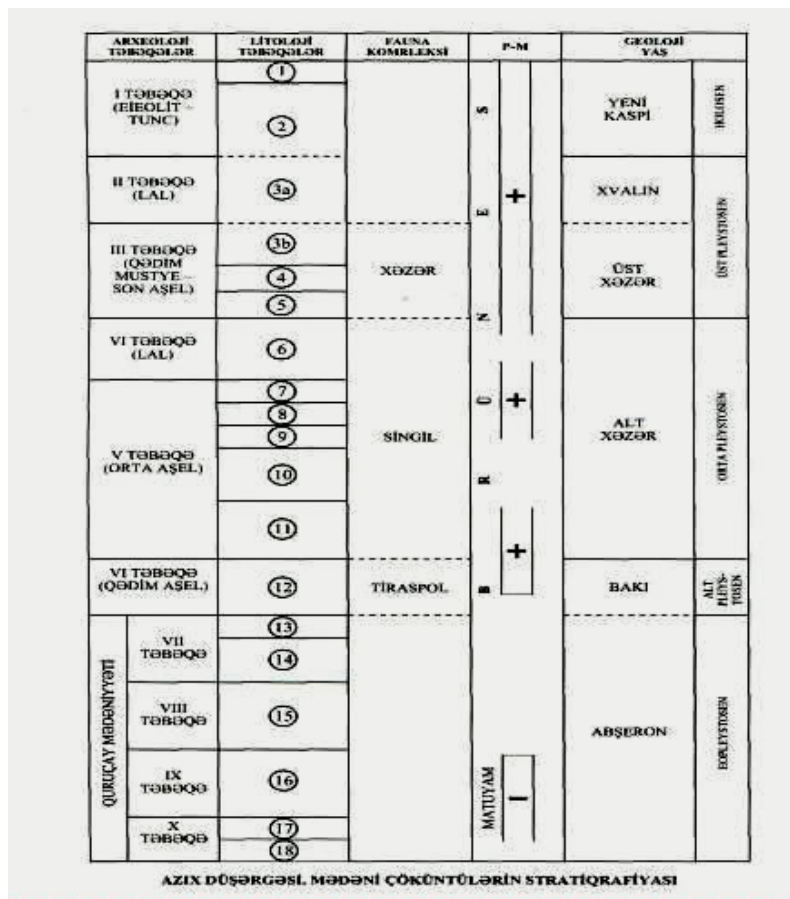 ARXEOLOJİ
TƏBƏQƏLƏR
LİTOLOJİ
TƏBƏQƏLƏR
FAUNA
KOMRLEKSİ
P-M
GEOLOJİ
YAŞ
I TƏBƏQƏ
(EİEOLİT –
TUNC)
1
2
YENİ
KASPİ
HOLOSEN
II TƏBƏQƏ
(LAL)
3a
XVALIN
III TƏBƏQƏ
(QƏDİM
MUSTYE –
SON AŞEL)
3b
4
5
XƏZƏR
ÜST
XƏZƏR
ÜST PLEYSTOSEN
VI TƏBƏQƏ
(LAL)
6
V TƏBƏQƏ
(ORTA AŞEL)
7
8
9
10
11
SİNGİL
ALT
XƏZƏR
ORTA PLEYSTOSEN
VI TƏBƏQƏ
(QƏDİM AŞEL)
12
TİRASPOL
BAKI
ALT
PLEYS-
TOSEN
B R Ü N E S
+
+
+
QURUÇAY MƏDƏNİYYƏTİ
VII
TƏBƏQƏ
13
14
VIII
TƏBƏQƏ
15
IX
TƏBƏQƏ
16
X
TƏBƏQƏ
17
18
MATUYAM
–
ABŞERON
EOPLEYSTOSEN
AZIX DÜŞƏRGƏSİ. MƏDƏNİ ÇÖKÜNTÜLƏRİN STRATİQRAFİYASI